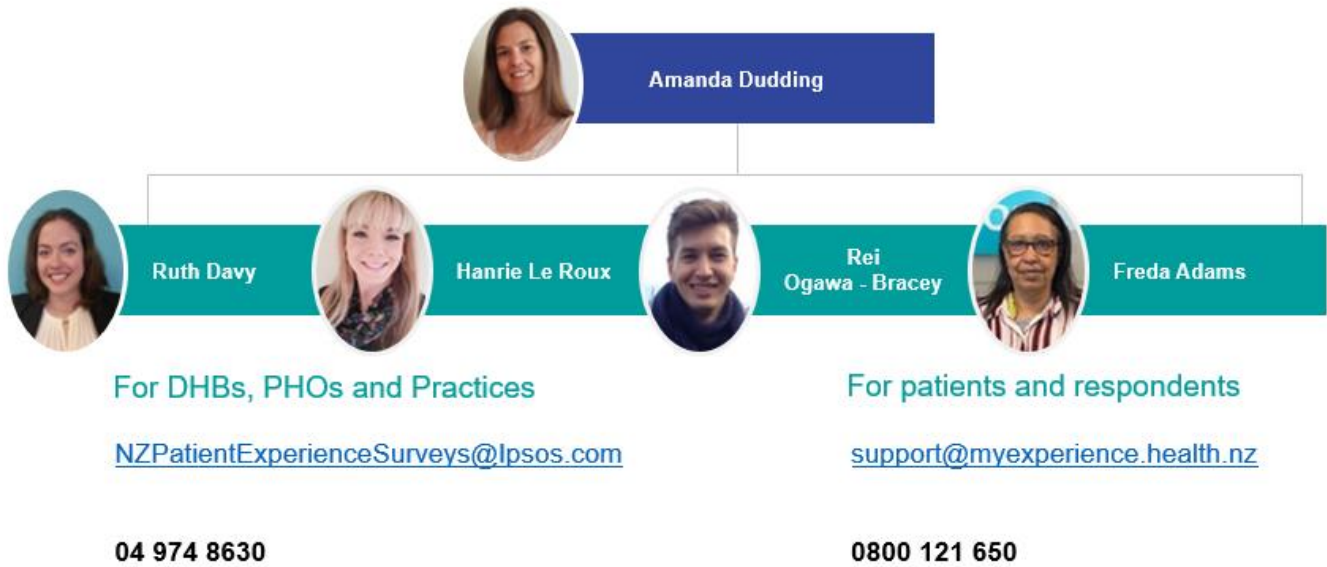 Amanda Dudding
Ruth Davy
Hanrie Le Roux
Rei
Ogawa - Bracey
Freda Adams
For DHBs, PHOs and Practices
NZPatientExperienceSurveys@Ipsos.com
04 974 8630
For patients and respondents
support@myexperience.health.nz
0800 121 650